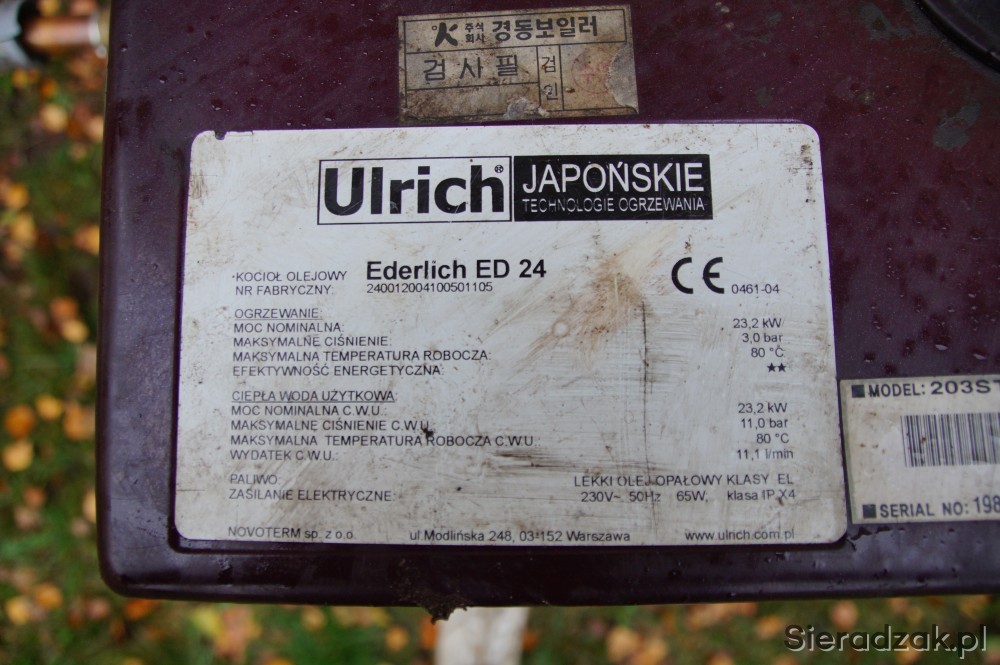 주식 회사 경동보일러
검사필 검인
Ulrich® JAPOŃSKIE
TECHNOLOGIE OGRZEWANIA
KOCIOŁ OLEJOWY Ederlich ED 24
NR FABRYCZNY: 240012004100501105
CE 0461-04
OGRZEWANIE:
MOC NOMINALNA: 23,2 kW
MAKSYMALNE CIŚNIENIE: 3,0 bar
MAKSYMALNA TEMPERATURA ROBOCZA: 80 °C
EFEKTYWNOŚĆ ENERGETYCZNA: ★★
CIEPŁA WODA UŻYTKOWA:
MOC NOMINALNA C.W.U.: 23,2 kW
MAKSYMALNE CIŚNIENIE C.W.U.: 11,0 bar
MAKSYMALNA TEMPERATURA ROBOCZA C.W.U.: 80 °C
WYDATEK C.W.U.: 11,1 l/min
PALIWO: LEKKI OLEJ OPAŁOWY KLASY EL
ZASILANIE ELEKTRYCZNE: 230V~ 50Hz 65W, klasa IP X4
NOVOTERM sp. z o.o. ul.Modlińska 248, 03-152 Warszawa www.ulrich.com.pl
MODEL: 203S
SERIAL NO: 198
Sieradzak.pl